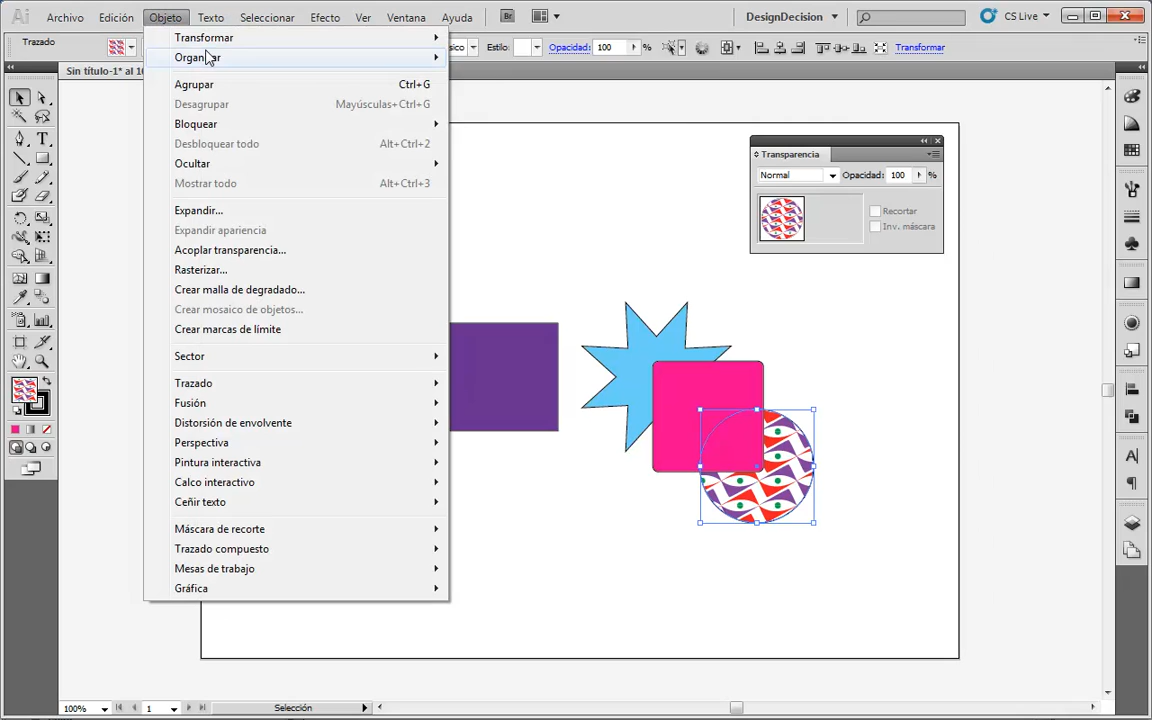 Ai Archivo Edición Objeto Texto Seleccionar Efecto Ver Ventana Ayuda Br DesignDecision CS Live
Trazado Estilo: Opacidad: 100 % Transformar
Sin título-1* al
Transformar
Organizar
Agrupar Ctrl+G
Desagrupar Mayúsculas+Ctrl+G
Bloquear
Desbloquear todo Alt+Ctrl+2
Ocultar
Mostrar todo Alt+Ctrl+3
Expandir...
Expandir apariencia
Acoplar transparencia...
Rasterizar...
Crear malla de degradado...
Crear mosaico de objetos...
Crear marcas de límite
Sector
Trazado
Fusión
Distorsión de envolvente
Perspectiva
Pintura interactiva
Calco interactivo
Ceñir texto
Máscara de recorte
Trazado compuesto
Mesas de trabajo
Gráfica
Transparencia
Normal Opacidad: 100 %
Recortar
Inv. máscara
100% 1 Selección